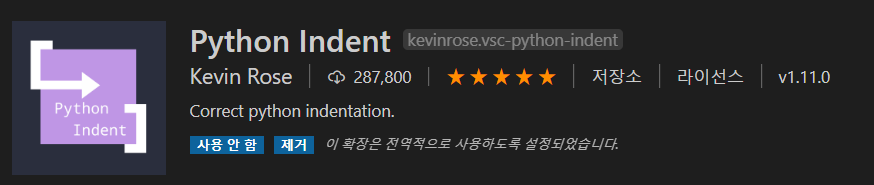 Python Indent kevinrose.vsc-python-indent
Kevin Rose 287,800 ★★★★★ 저장소 라이선스 v1.11.0
Correct python indentation.
사용 안 함 제거 이 확장은 전역적으로 사용하도록 설정되었습니다.
Python
Indent